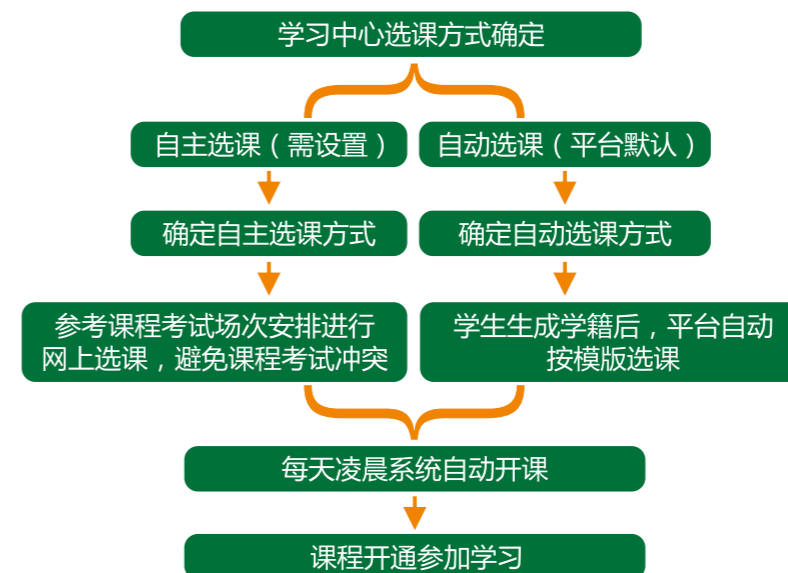 学习中心选课方式确定
自主选课（需设置）
自动选课（平台默认）
确定自主选课方式
确定自动选课方式
参考课程考试场次安排进行
网上选课，避免课程考试冲突
学生生成学籍后，平台自动
按模版选课
每天凌晨系统自动开课
课程开通参加学习